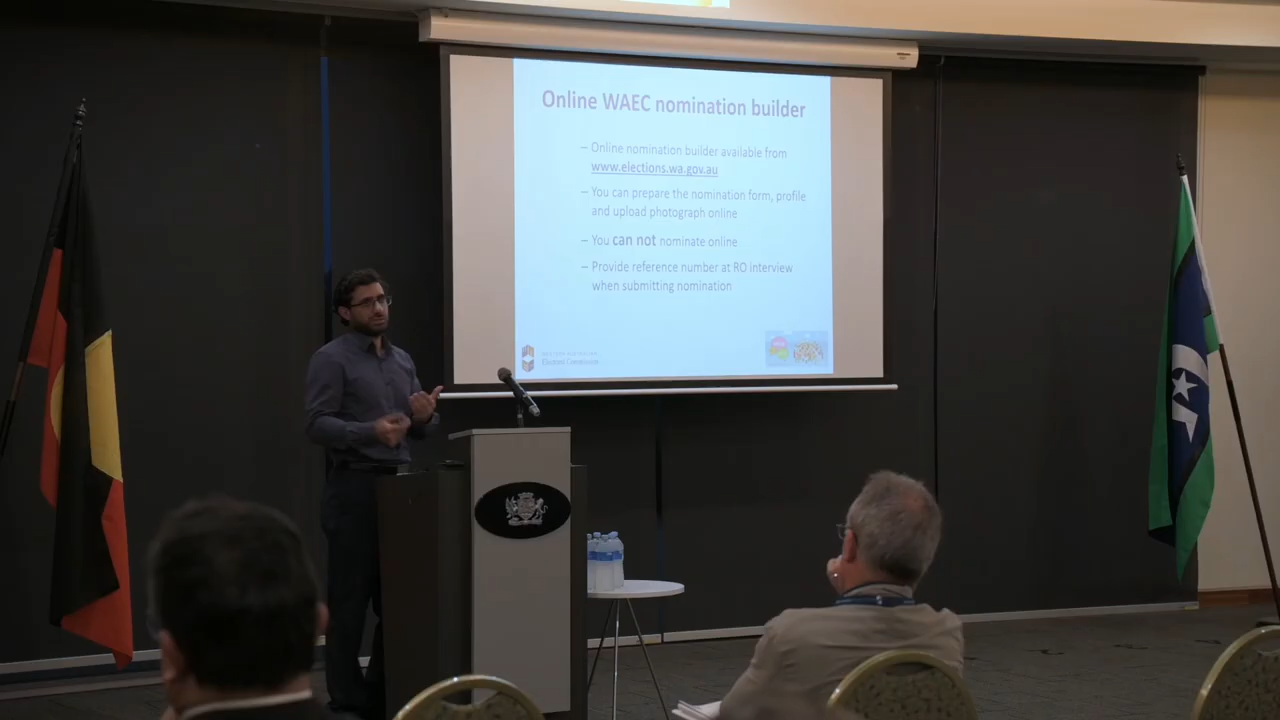 Online WAEC nomination builder
– Online nomination builder available from
www.elections.wa.gov.au
– You can prepare the nomination form, profile
and upload photograph online
– You can not nominate online
– Provide reference number at RO interview
when submitting nomination
WESTERN AUSTRALIAN
Electoral Commission